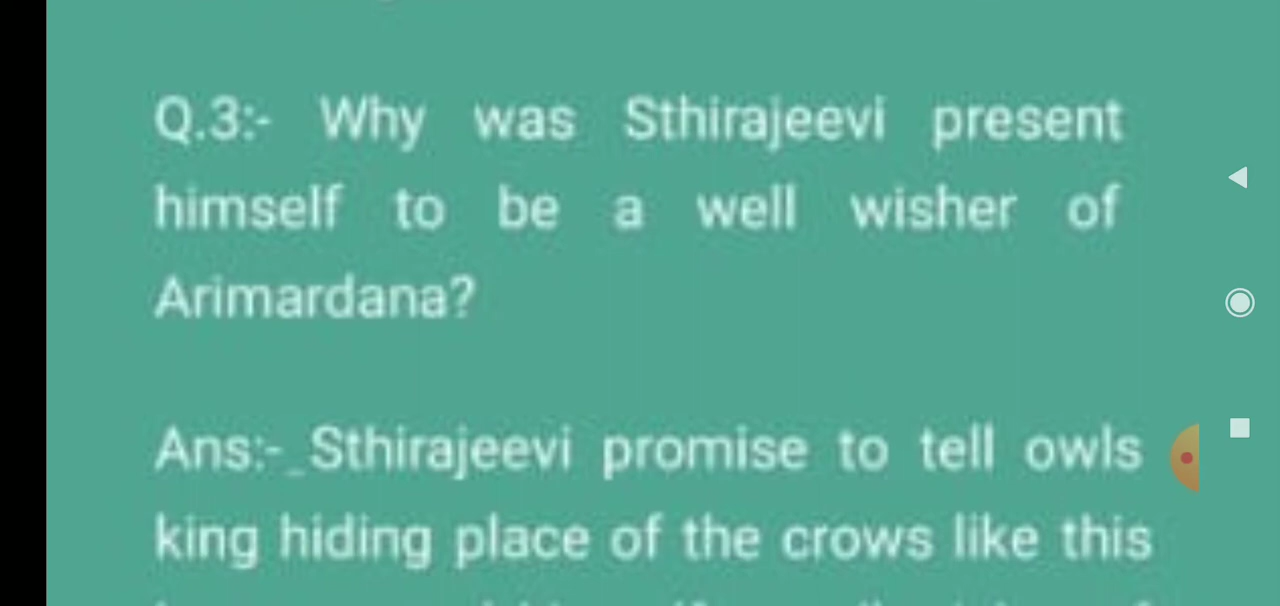 Q.3:- Why was Sthirajeevi present
himself to be a well wisher of
Arimardana?
Ans:-_Sthirajeevi promise to tell owls
king hiding place of the crows like this